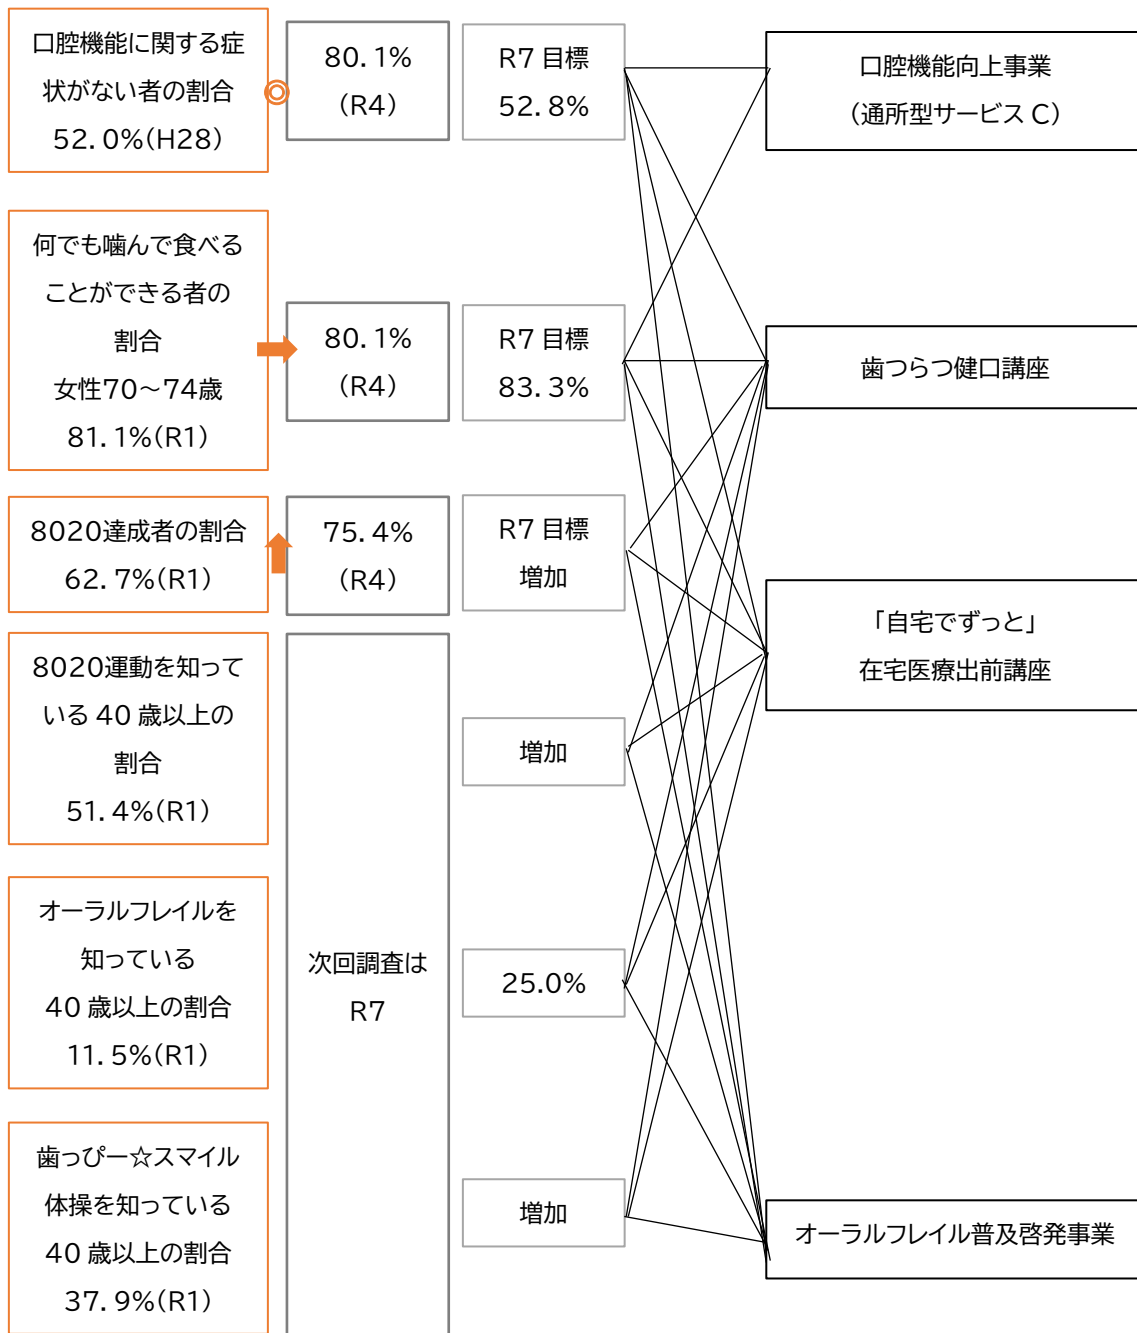 口腔機能に関する症
状がない者の割合
52.0%(H28)
80.1%
(R4)
R7 目標
52.8%
口腔機能向上事業
(通所型サービス C)
何でも噛んで食べる
ことができる者の
割合
女性70～74歳
81.1%(R1)
80.1%
(R4)
R7 目標
83.3%
歯つらつ健口講座
8020達成者の割合
62.7%(R1)
75.4%
(R4)
R7 目標
増加
「自宅でずっと」
在宅医療出前講座
8020運動を知って
いる 40 歳以上の
割合
51.4%(R1)
次回調査は
R7
増加
オーラルフレイルを
知っている
40 歳以上の割合
11.5%(R1)
25.0%
歯っぴー☆スマイル
体操を知っている
40 歳以上の割合
37.9%(R1)
増加
オーラルフレイル普及啓発事業